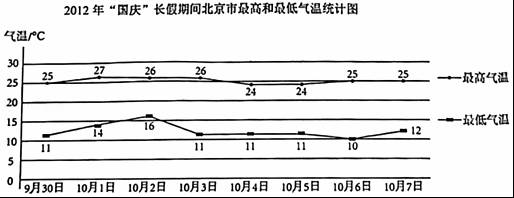 2012年“国庆”长假期间北京市最高和最低气温统计图
气温/°C
30
25
20
15
10
5
0
25 27 26 26 24 24 25 25
11 14 16 11 11 11 10 12
9月30日 10月1日 10月2日 10月3日 10月4日 10月5日 10月6日 10月7日
最高气温
最低气温